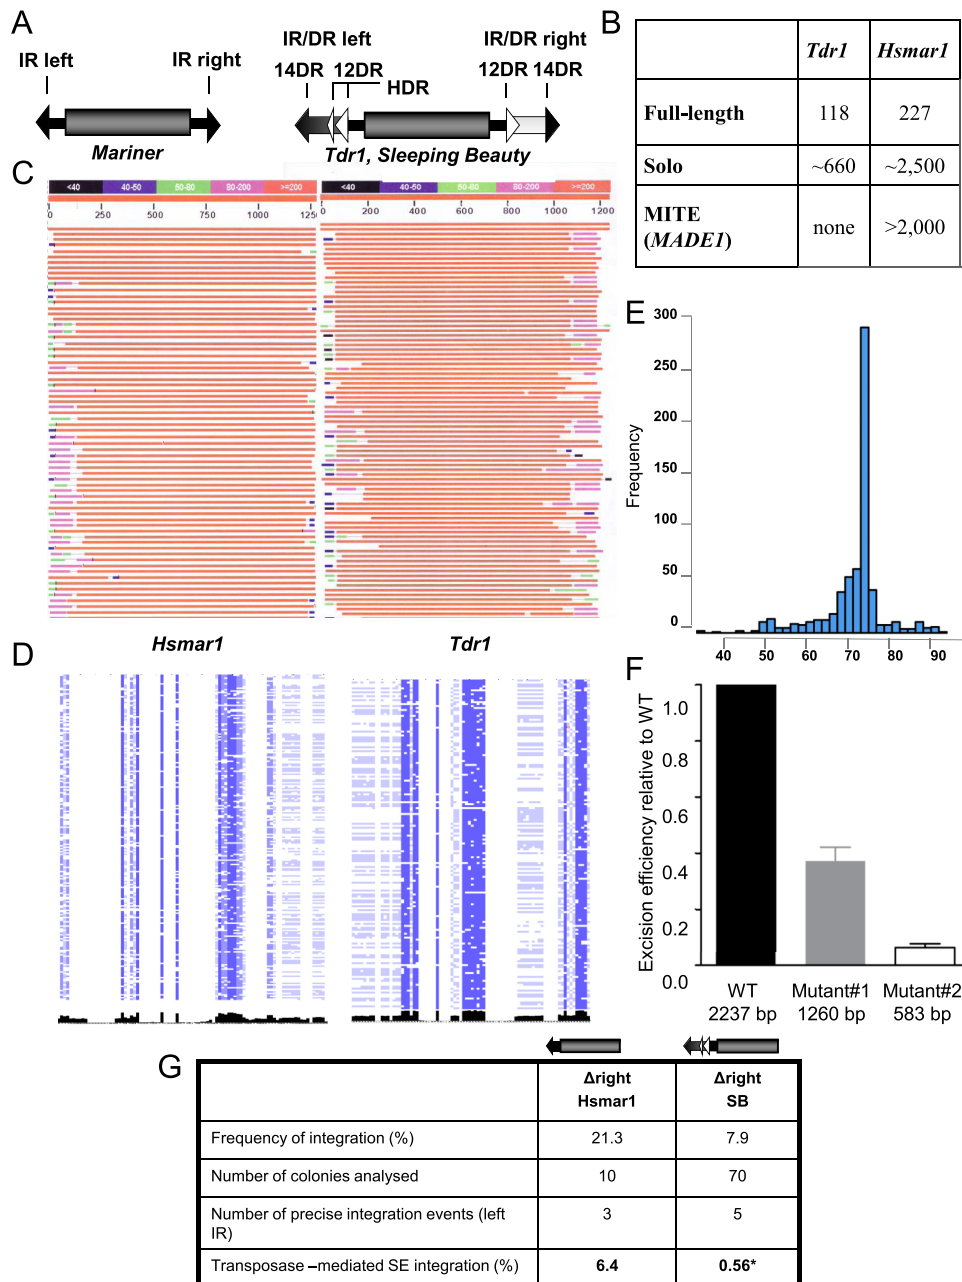 A
IR left
IR right
Mariner
IR/DR left
14DR
12DR
HDR
IR/DR right
12DR 14DR
Tdr1, Sleeping Beauty
B
Tdr1 Hsmar1
Full-length 118 227
Solo ~660 ~2,500
MITE
(MADE1) none >2,000
C
<40 40-50 50-80 80-200 >=200
0 250 500 750 1000 125
<40 40-50 50-80 80-200 >=200
0 200 400 600 800 1000 1200
Hsmar1
Tdr1
D
E
Frequency
300
250
200
150
100
50
0
40 50 60 70 80 90
F
Excision efficiency relative to WT
1.0
0.8
0.6
0.4
0.2
0.0
WT Mutant#1 Mutant#2
2237 bp 1260 bp 583 bp
G
Δright
Hsmar1
Δright
SB
Frequency of integration (%) 21.3 7.9
Number of colonies analysed 10 70
Number of precise integration events (left
IR) 3 5
Transposase –mediated SE integration (%) 6.4 0.56*